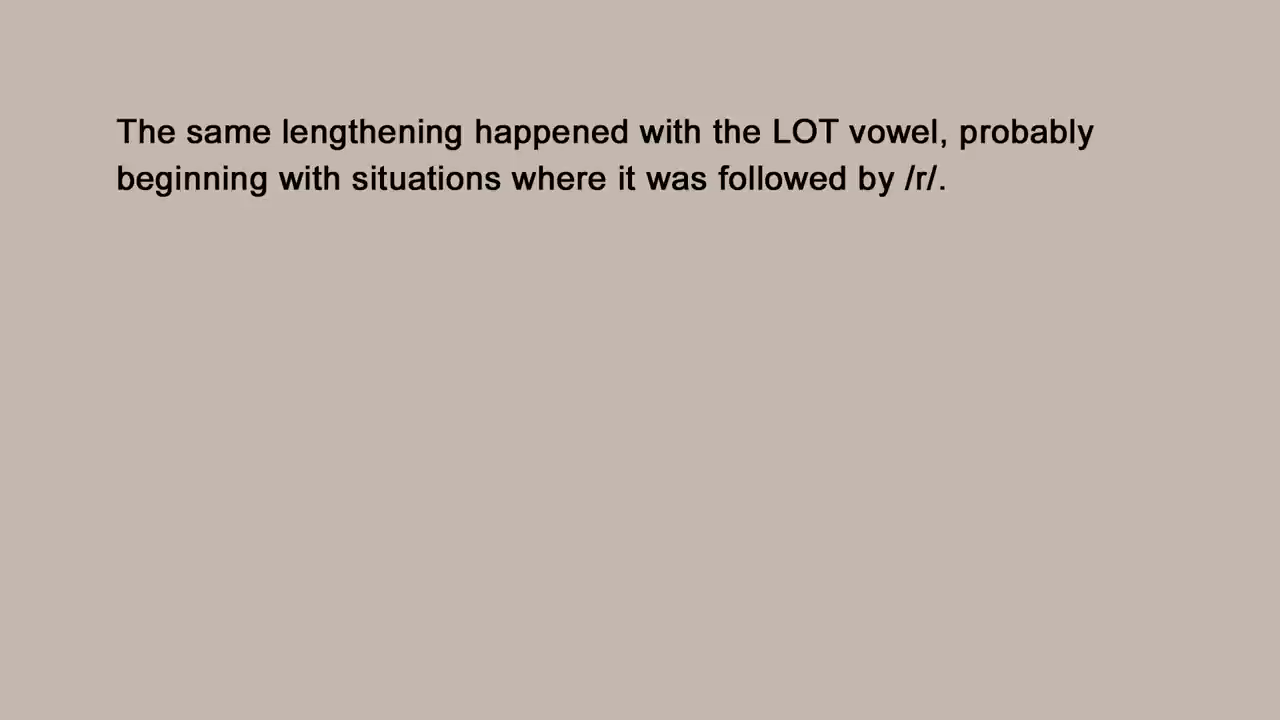 The same lengthening happened with the LOT vowel, probably
beginning with situations where it was followed by /r/.